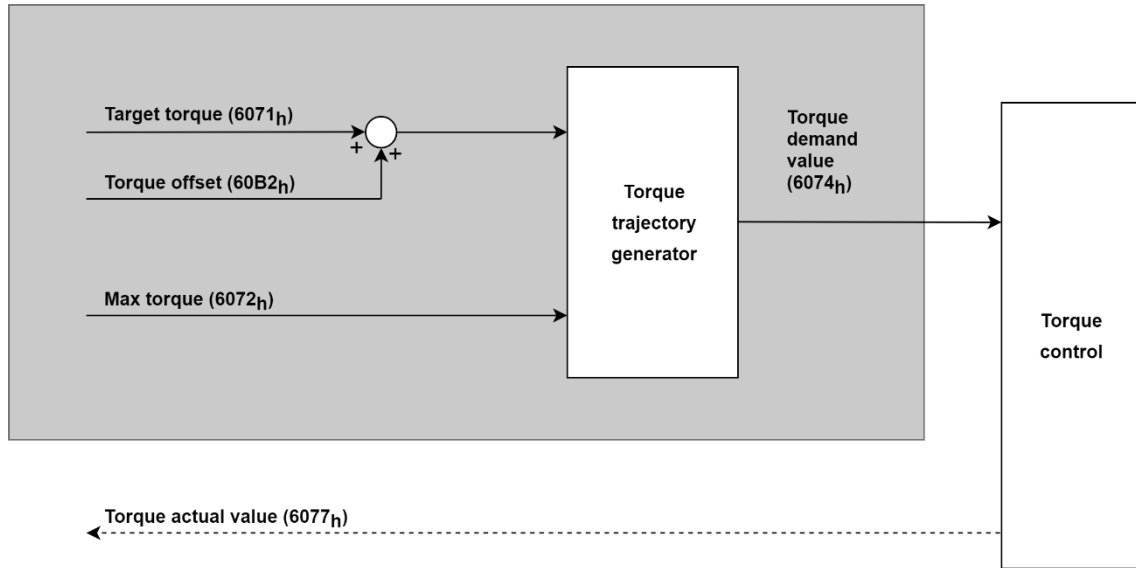 Target torque (6071h)
+
+
Torque offset (60B2h)
Max torque (6072h)
Torque
trajectory
generator
Torque
demand
value
(6074h)
Torque
control
Torque actual value (6077h)